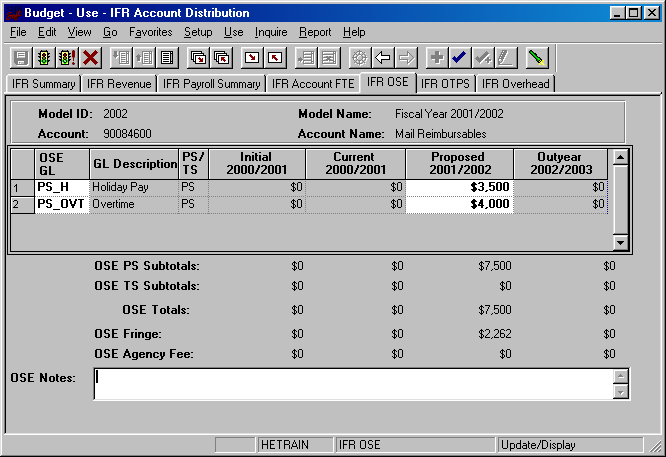 Budget - Use - IFR Account Distribution
File Edit View Go Favorites Setup Use Inquire Report Help
IFR Summary IFR Revenue IFR Payroll Summary IFR Account FTE IFR OSE IFR OTPS IFR Overhead
Model ID: 2002 Model Name: Fiscal Year 2001/2002
Account: 90084600 Account Name: Mail Reimbursables
OSE GL Description PS/ Initial Current Proposed Outyear
GL TS 2000/2001 2000/2001 2001/2002 2002/2003
1 PS_H Holiday Pay PS $0 $0 $3,500 $0
2 PS_OVT Overtime PS $0 $0 $4,000 $0
OSE PS Subtotals: $0 $0 $7,500 $0
OSE TS Subtotals: $0 $0 $0 $0
OSE Totals: $0 $0 $7,500 $0
OSE Fringe: $0 $0 $2,262 $0
OSE Agency Fee: $0 $0 $0 $0
OSE Notes:
HETRAIN IFR OSE Update/Display